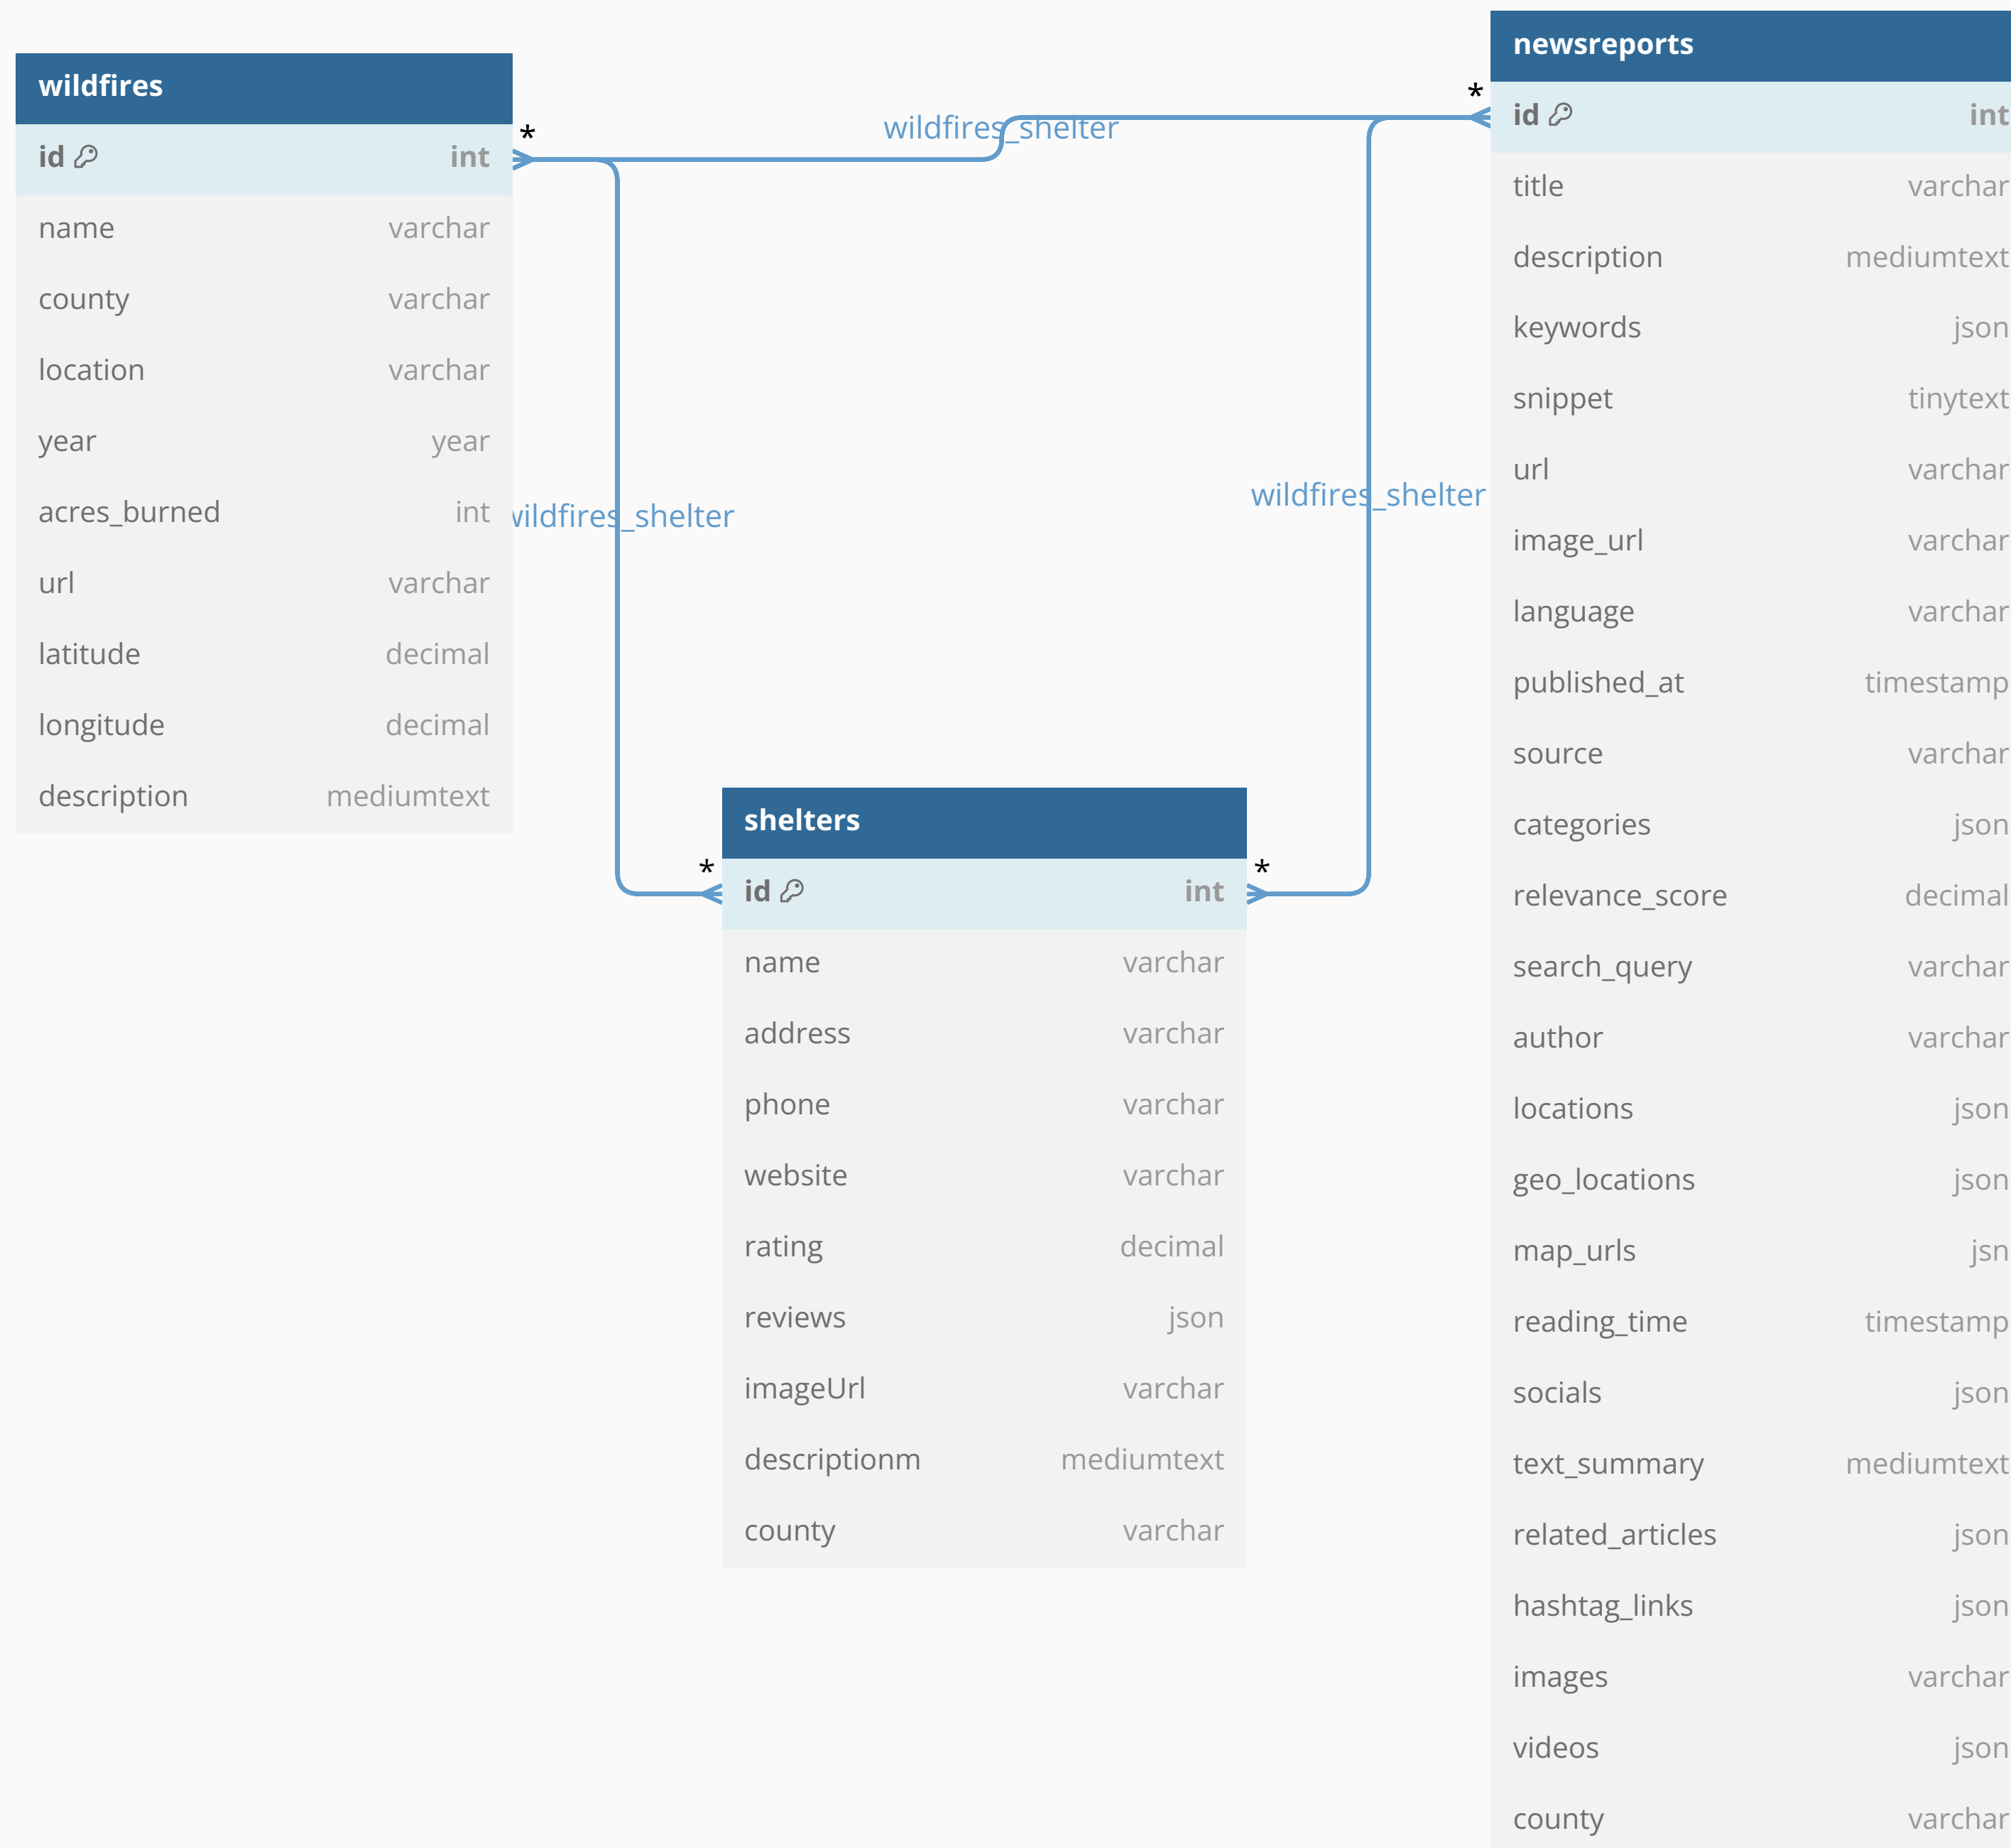 wildfires
id int
name varchar
county varchar
location varchar
year year
acres_burned int
url varchar
latitude decimal
longitude decimal
description mediumtext
*
wildfires_shelter
*
wildfires_shelter
wildfires_shelter
*
*
shelters
id int
name varchar
address varchar
phone varchar
website varchar
rating decimal
reviews json
imageUrl varchar
descriptionm mediumtext
county varchar
newsreports
id int
title varchar
description mediumtext
keywords json
snippet tinytext
url varchar
image_url varchar
language varchar
published_at timestamp
source varchar
categories json
relevance_score decimal
search_query varchar
author varchar
locations json
geo_locations json
map_urls jsn
reading_time timestamp
socials json
text_summary mediumtext
related_articles json
hashtag_links json
images varchar
videos json
county varchar